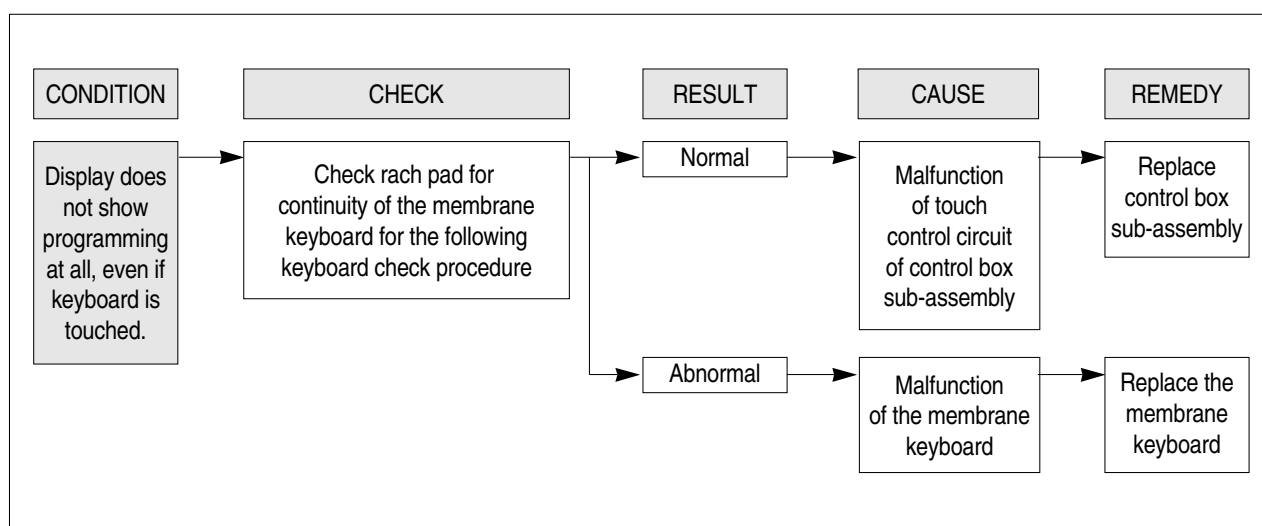 CONDITION
CHECK
RESULT
CAUSE
REMEDY
Display does
not show
programming
at all, even if
keyboard is
touched.
Check rach pad for
continuity of the membrane
keyboard for the following
keyboard check procedure
Normal
Malfunction
of touch
control circuit
of control box
sub-assembly
Replace
control box
sub-assembly
Abnormal
Malfunction
of the membrane
keyboard
Replace the
membrane
keyboard